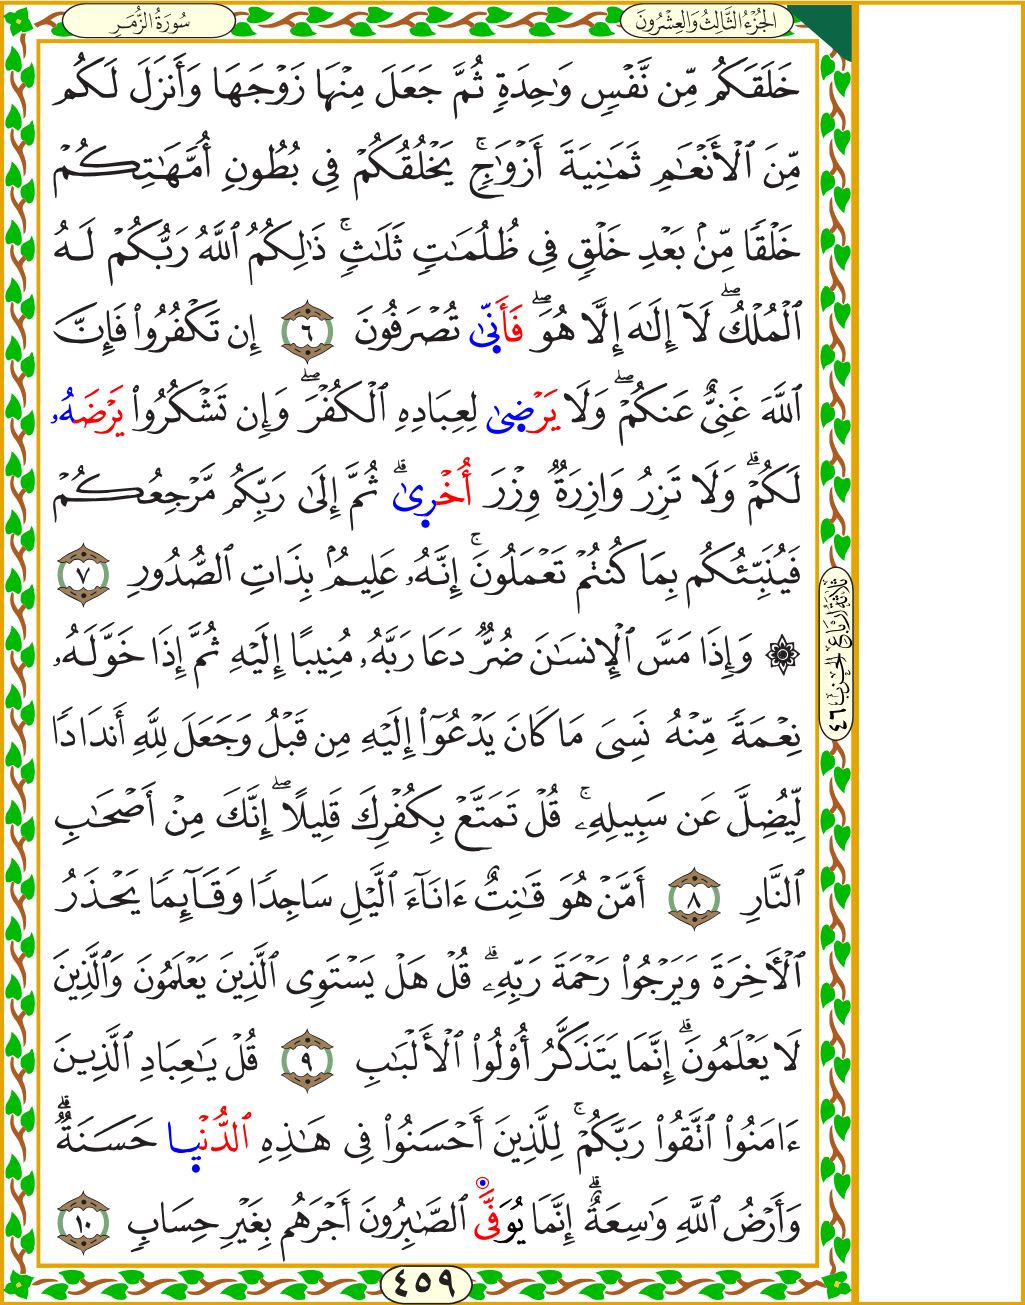 الجُزْءُ الثَّالِثُ وَالعِشْرُونَ
سُورَةُ الزُّمَرِ
خَلَقَكُم مِّن نَّفْسٍ وَٰحِدَةٍ ثُمَّ جَعَلَ مِنْهَا زَوْجَهَا وَأَنزَلَ لَكُم
مِّنَ ٱلْأَنْعَٰمِ ثَمَٰنِيَةَ أَزْوَٰجٍ ۚ يَخْلُقُكُمْ فِى بُطُونِ أُمَّهَٰتِكُمْ
خَلْقًا مِّنۢ بَعْدِ خَلْقٍ فِى ظُلُمَٰتٍ ثَلَٰثٍ ۚ ذَٰلِكُمُ ٱللَّهُ رَبُّكُمْ لَهُ
ٱلْمُلْكُ ۖ لَآ إِلَٰهَ إِلَّا هُوَ ۖ فَأَنّۭىٰ تُصْرَفُونَ ٦ إِن تَكْفُرُوا۟ فَإِنَّ
ٱللَّهَ غَنِىٌّ عَنكُمْ ۖ وَلَا يَرْضىٰ لِعِبَادِهِ ٱلْكُفْرَ ۖ وَإِن تَشْكُرُوا۟ يَرْضَهُۥ
لَكُمْ ۗ وَلَا تَزِرُ وَازِرَةٌ وِزْرَ أُخْرىٰ ۗ ثُمَّ إِلَىٰ رَبِّكُم مَّرْجِعُكُمْ
فَيُنَبِّئُكُم بِمَا كُنتُمْ تَعْمَلُونَ ۚ إِنَّهُۥ عَلِيمٌۢ بِذَاتِ ٱلصُّدُورِ ٧
۞ وَإِذَا مَسَّ ٱلْإِنسَٰنَ ضُرٌّ دَعَا رَبَّهُۥ مُنِيبًا إِلَيْهِ ثُمَّ إِذَا خَوَّلَهُۥ
نِعْمَةً مِّنْهُ نَسِىَ مَا كَانَ يَدْعُوٓا۟ إِلَيْهِ مِن قَبْلُ وَجَعَلَ لِلَّهِ أَندَادًا
لِّيُضِلَّ عَن سَبِيلِهِۦ ۚ قُلْ تَمَتَّعْ بِكُفْرِكَ قَلِيلًا ۖ إِنَّكَ مِنْ أَصْحَٰبِ
ٱلنَّارِ ٨ أَمَّنْ هُوَ قَٰنِتٌ ءَانَآءَ ٱلَّيْلِ سَاجِدًا وَقَآئِمًا يَحْذَرُ
ٱلْأَخِرَةَ وَيَرْجُوا۟ رَحْمَةَ رَبِّهِۦ ۗ قُلْ هَلْ يَسْتَوِى ٱلَّذِينَ يَعْلَمُونَ وَٱلَّذِينَ
لَا يَعْلَمُونَ ۗ إِنَّمَا يَتَذَكَّرُ أُو۟لُوا۟ ٱلْأَلْبَٰبِ ٩ قُلْ يَٰعِبَادِ ٱلَّذِينَ
ءَامَنُوا۟ ٱتَّقُوا۟ رَبَّكُمْ ۚ لِلَّذِينَ أَحْسَنُوا۟ فِى هَٰذِهِ ٱلدُّنْيا حَسَنَةٌ ۗ
وَأَرْضُ ٱللَّهِ وَٰسِعَةٌ ۗ إِنَّمَا يُوَفَّى ٱلصَّٰبِرُونَ أَجْرَهُم بِغَيْرِ حِسَابٍ ١٠
ثلاثة أرباع الحزب ٤٦
٤٥٩